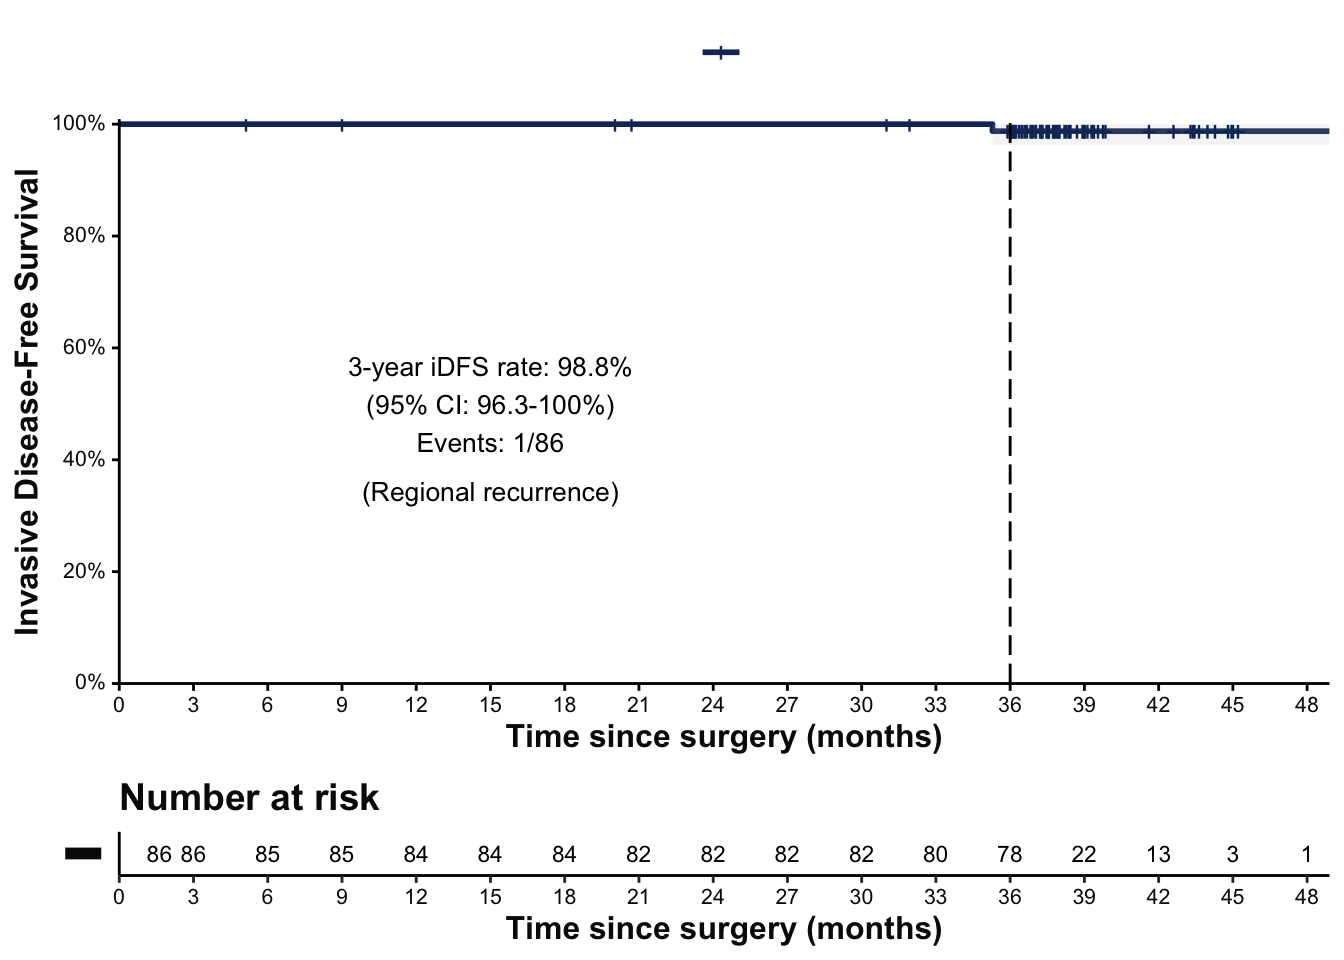 100%
80%
60%
40%
20%
0%
Invasive Disease-Free Survival
3-year iDFS rate: 98.8%
(95% CI: 96.3-100%)
Events: 1/86
(Regional recurrence)
0 3 6 9 12 15 18 21 24 27 30 33 36 39 42 45 48
Time since surgery (months)
Number at risk
86 86 85 85 84 84 84 82 82 82 82 80 78 22 13 3 1
0 3 6 9 12 15 18 21 24 27 30 33 36 39 42 45 48
Time since surgery (months)